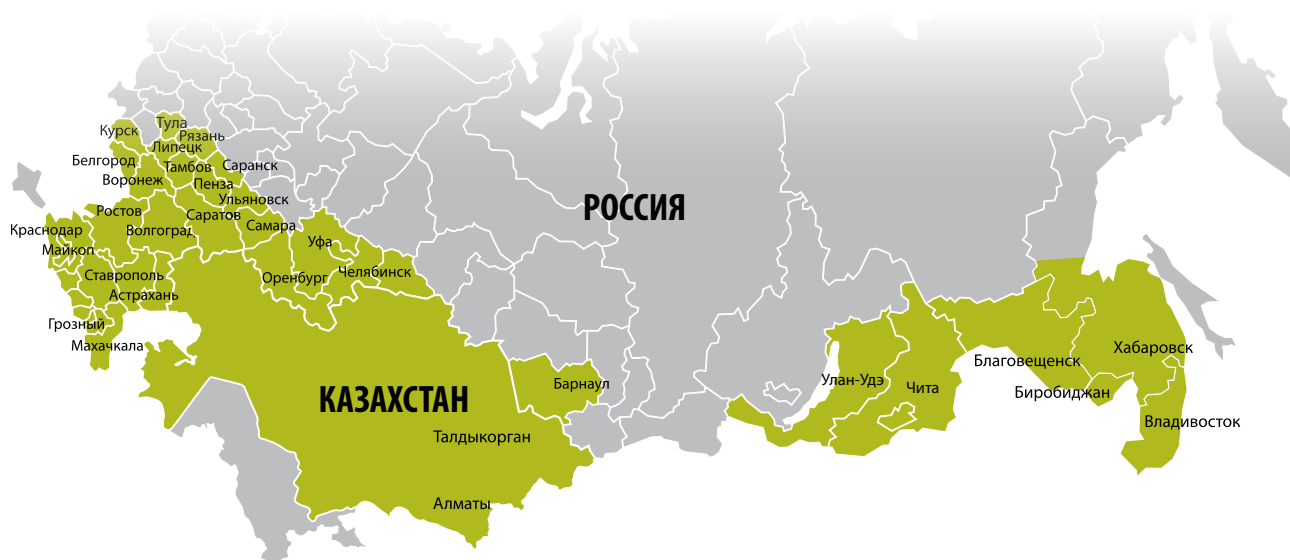 Курск
Тула
Рязань
Липецк
Белгород
Тамбов
Саранск
Воронеж
Пенза
Ульяновск
Ростов
Саратов
Самара
Краснодар
Волгоград
Майкоп
Уфа
Ставрополь
Оренбург
Челябинск
Астрахань
Грозный
Махачкала
РОССИЯ
КАЗАХСТАН
Барнаул
Талдыкорган
Алматы
Улан-Удэ
Чита
Благовещенск
Хабаровск
Биробиджан
Владивосток